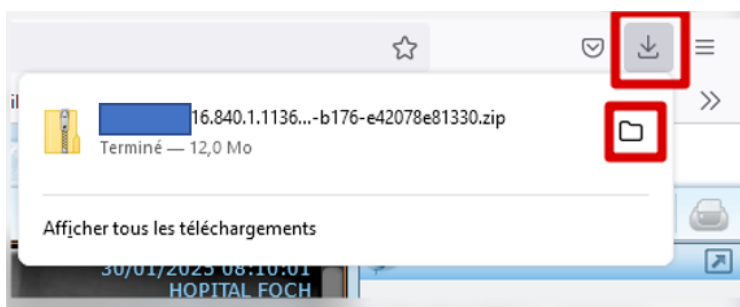 16.840.1.1136...-b176-e42078e81330.zip
Terminé — 12,0 Mo
Afficher tous les téléchargements
30/01/2025 08:10:01
HOPITAL FOCH